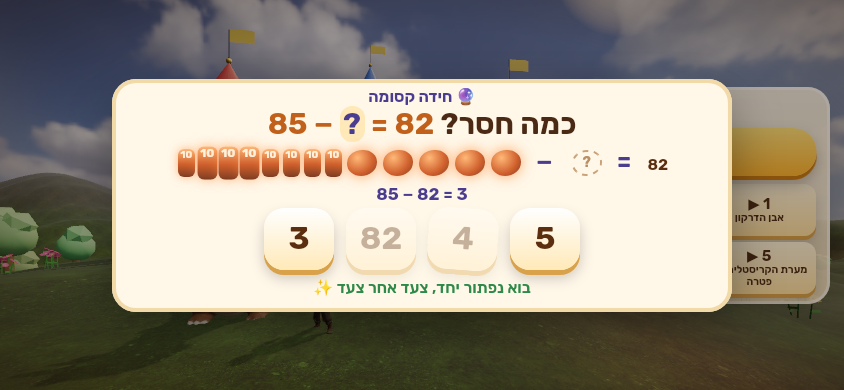 🔮 חידה קסומה
כמה חסר? 85 − ? = 82
10 10 10 10 10 10 10 10 − ? = 82
85 − 82 = 3
3 82 4 5
בוא נפתור יחד, צעד אחר צעד ✨
▶ 1
אבן הדרקון
▶ 5
מערת הקריסטלי
פטרה